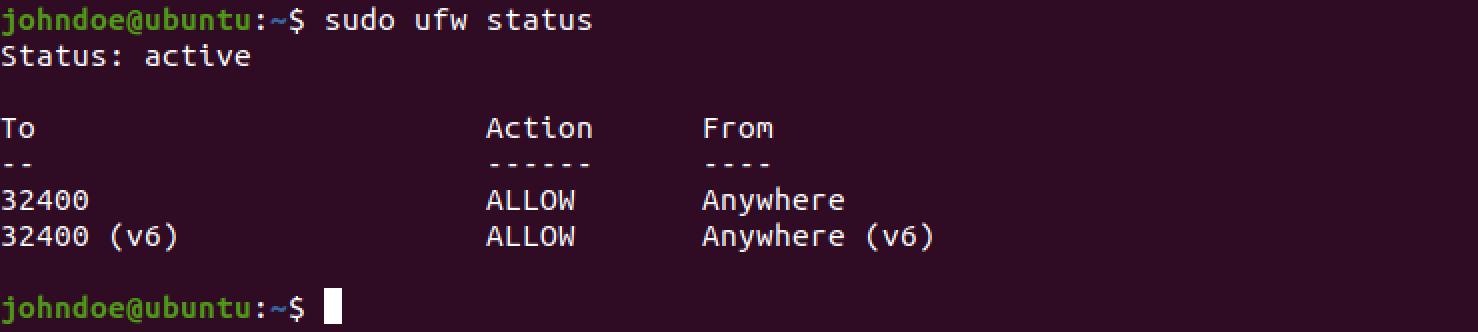 johndoe@ubuntu:~$ sudo ufw status
Status: active
To Action From
-- ------ ----
32400 ALLOW Anywhere
32400 (v6) ALLOW Anywhere (v6)
johndoe@ubuntu:~$